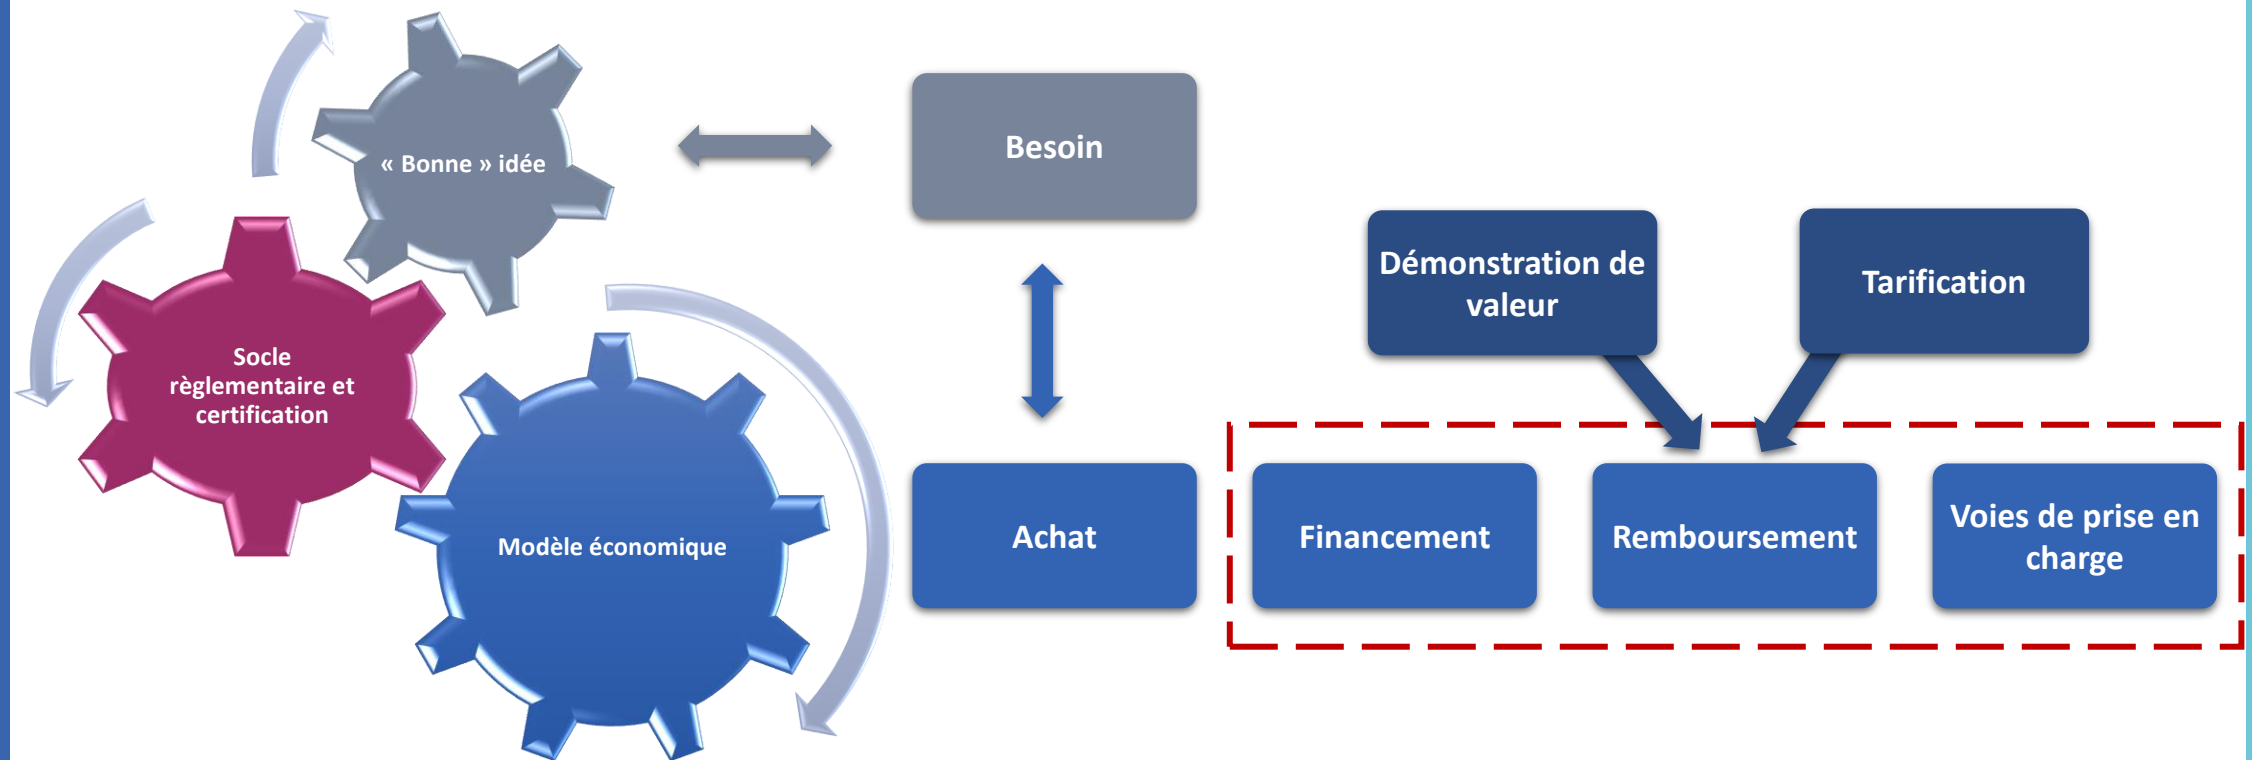 « Bonne » idée
Besoin
Démonstration de
valeur
Tarification
Socle
règlementaire et
certification
Modèle économique
Achat
Financement
Remboursement
Voies de prise en
charge